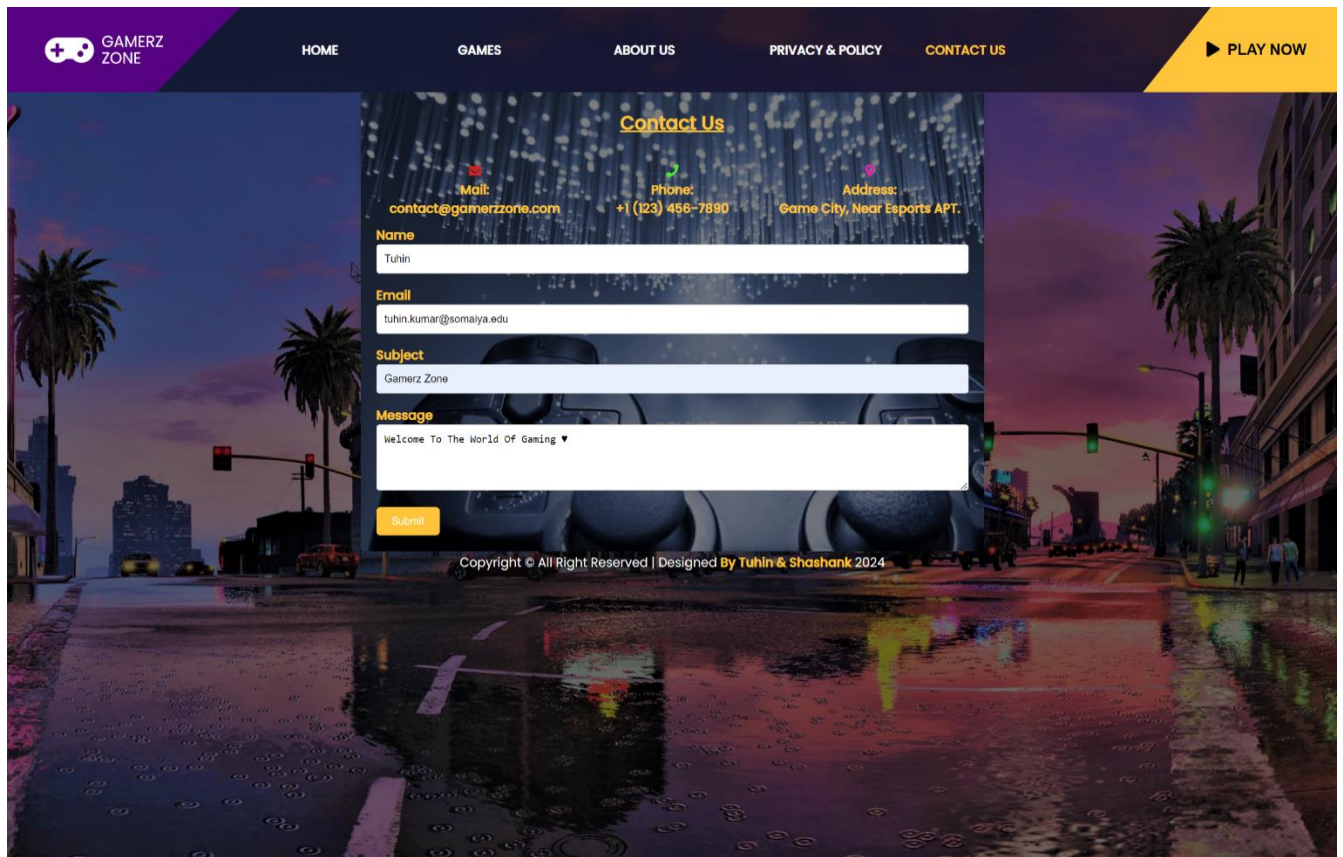 GAMERZ
ZONE
HOME
GAMES
ABOUT US
PRIVACY & POLICY
CONTACT US
PLAY NOW
Contact Us
Mail:
contact@gamerzzone.com
Phone:
+1 (123) 456-7890
Address:
Game City, Near Esports APT.
Name
Tuhin
Email
tuhin.kumar@somaiya.edu
Subject
Gamerz Zone
Message
SELECT
START
Welcome To The World Of Gaming ♥
Submit
Copyright © All Right Reserved | Designed By Tuhin & Shashank 2024